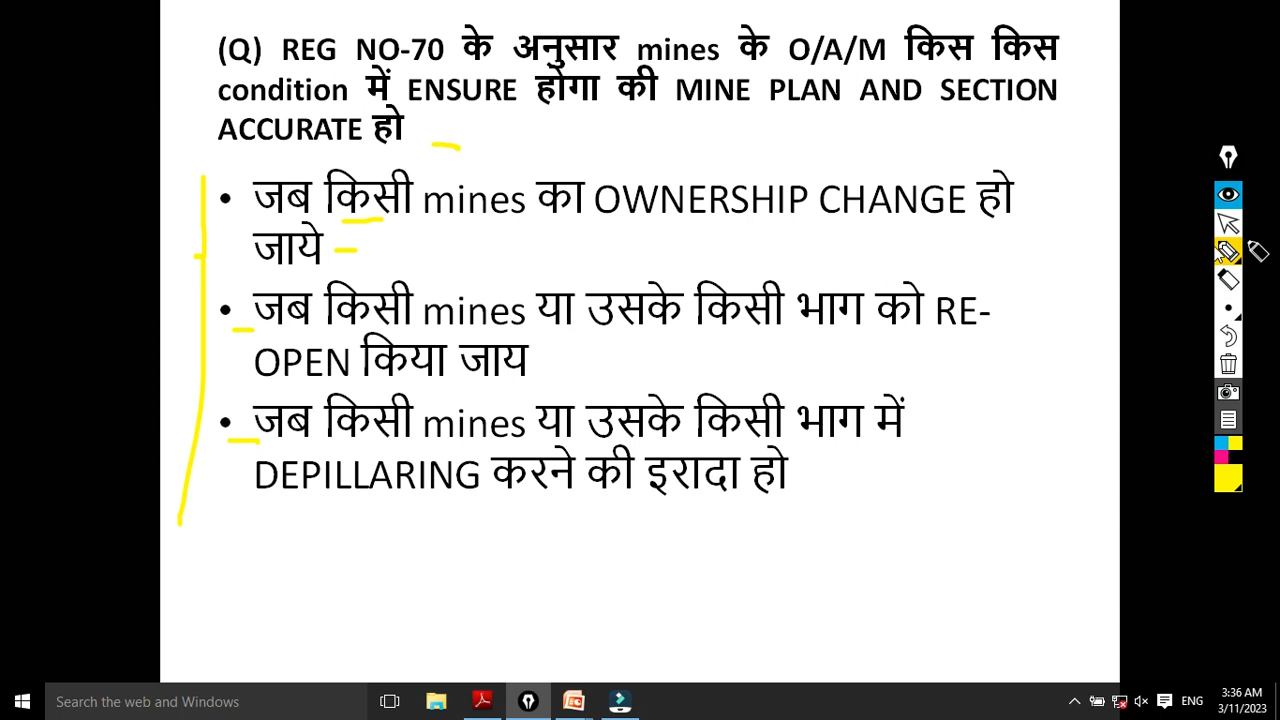 (Q) REG NO-70 के अनुसार mines के O/A/M किस किस
condition में ENSURE होगा की MINE PLAN AND SECTION
ACCURATE हो
• जब किसी mines का OWNERSHIP CHANGE हो
जाये
• जब किसी mines या उसके किसी भाग को RE-
OPEN किया जाय
• जब किसी mines या उसके किसी भाग में
DEPILLARING करने की इरादा हो
Search the web and Windows
ENG
3:36 AM
3/11/2023